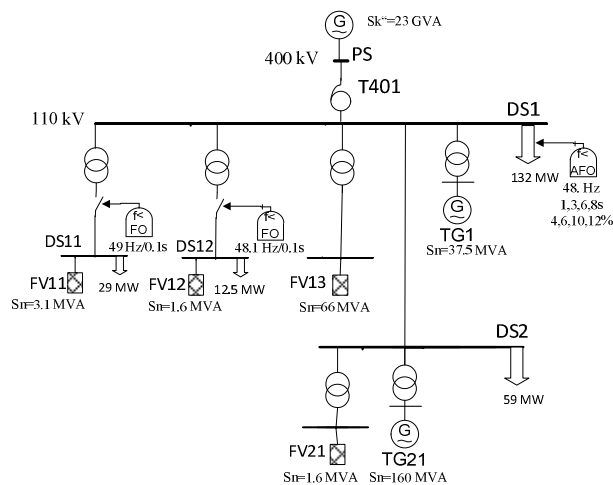 G
Sk“=23 GVA
400 kV
PS
T401
110 kV
DS1
f<
AFO
132 MW
48. Hz
1,3,6,8s
4,6,10,12%
f<
FO
49 Hz/0.1s
f<
FO
48.1 Hz/0.1s
G
TG1
Sn=37.5 MVA
DS11
DS12
FV11
29 MW
FV12
12.5 MW
FV13
Sn=3.1 MVA
Sn=1.6 MVA
Sn=66 MVA
DS2
59 MW
G
FV21
TG21
Sn=1.6 MVA
Sn=160 MVA